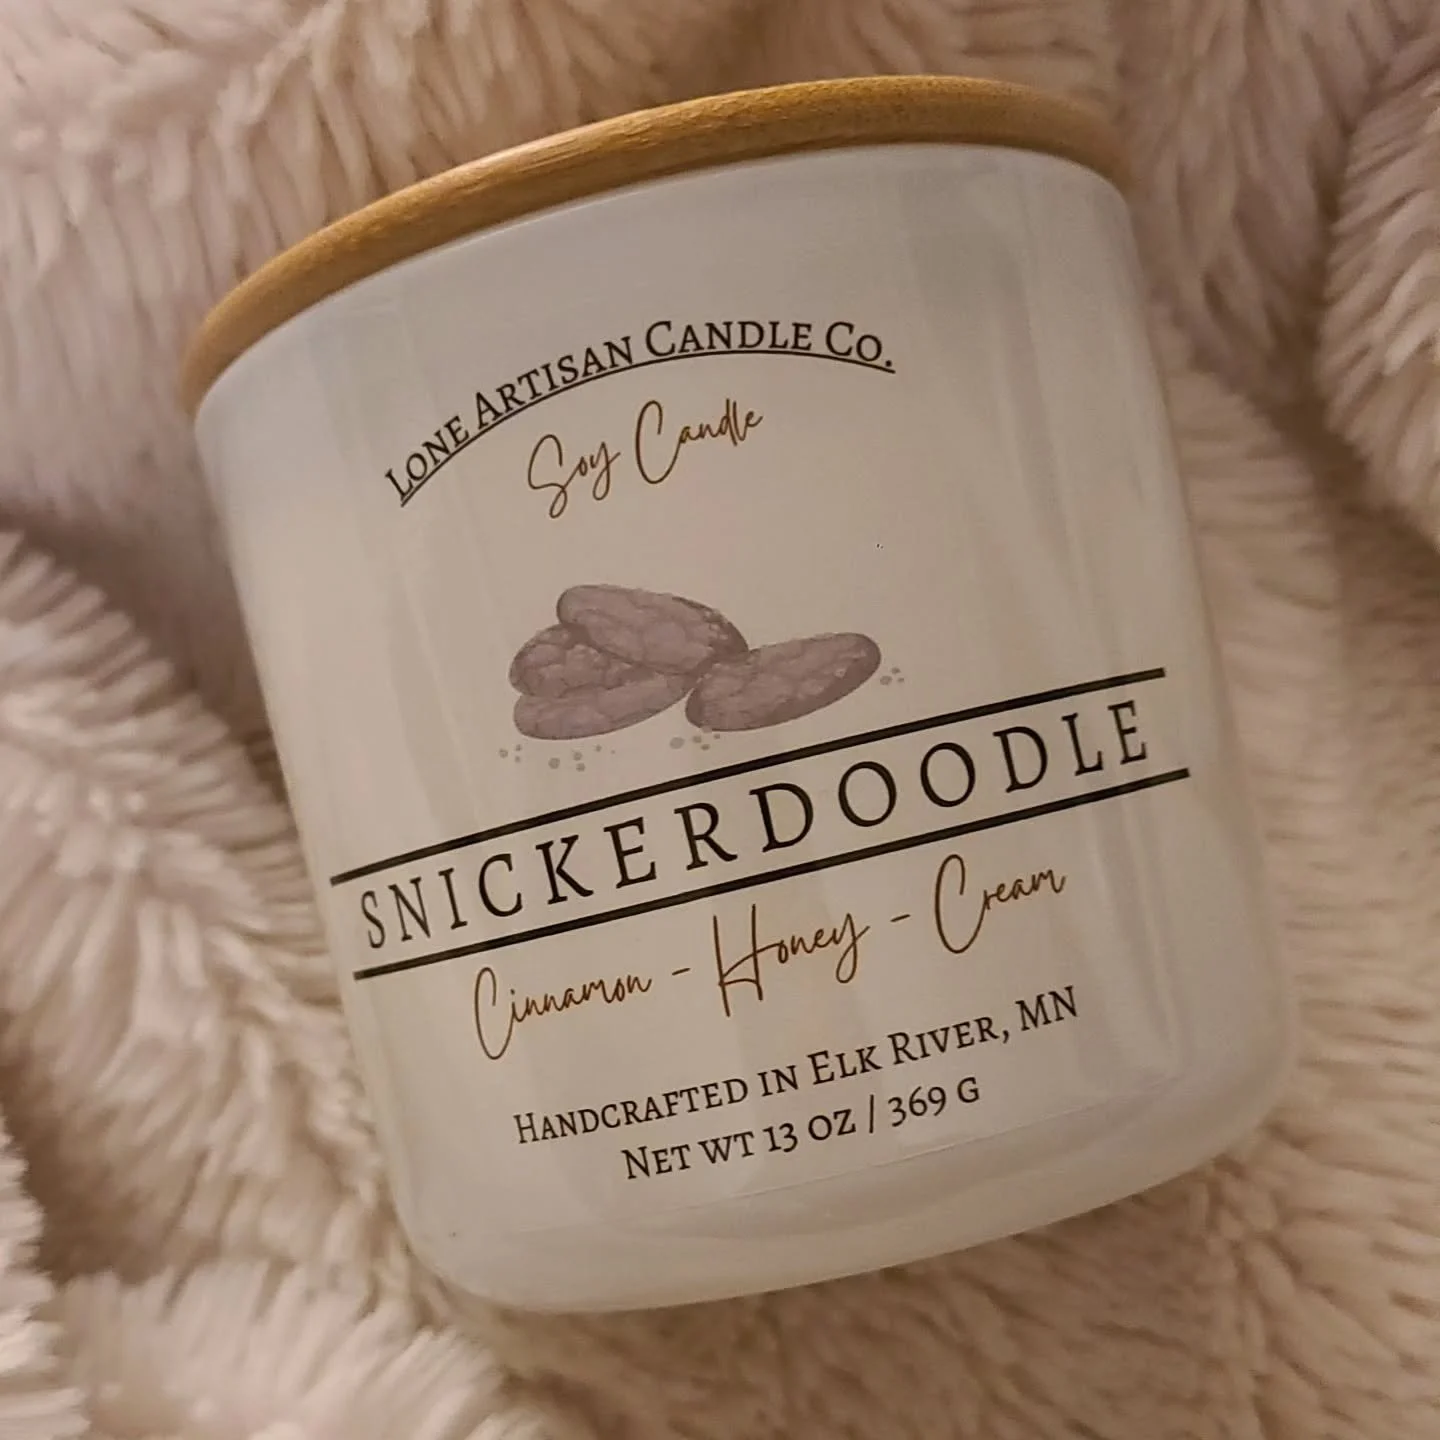 LONE ARTISAN CANDLE CO.
Soy Candle
SNICKERDOODLE
Cinnamon - Honey - Cream
HANDCRAFTED IN ELK RIVER, MN
NET WT 13 OZ / 369 G